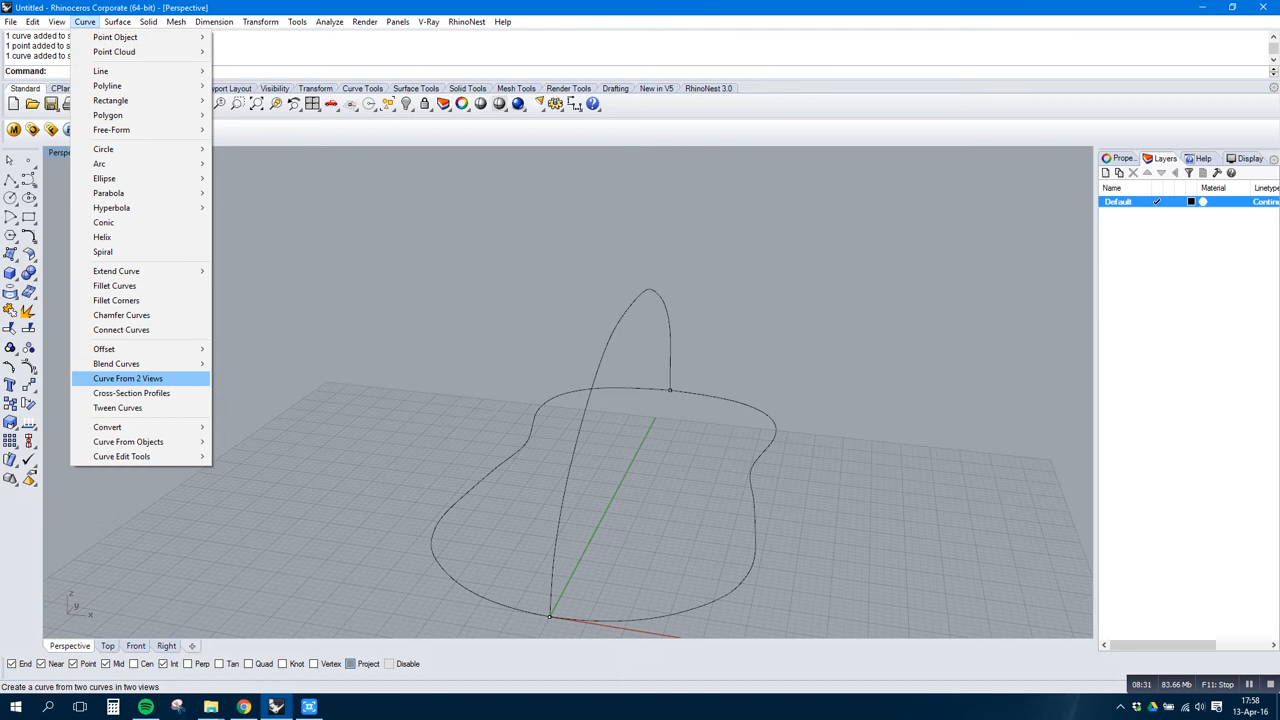 Untitled - Rhinoceros Corporate (64-bit) - [Perspective]
File Edit View Curve Surface Solid Mesh Dimension Transform Tools Analyze Render Panels V-Ray RhinoNest Help
1 curve added to s
1 point added to s
1 curve added to s
Command:
Standard CPlan port Layout Visibility Transform Curve Tools Surface Tools Solid Tools Mesh Tools Render Tools Drafting New in V5 RhinoNest 3.0
Point Object
Point Cloud
Line
Polyline
Rectangle
Polygon
Free-Form
Circle
Arc
Ellipse
Parabola
Hyperbola
Conic
Helix
Spiral
Extend Curve
Fillet Curves
Fillet Corners
Chamfer Curves
Connect Curves
Offset
Blend Curves
Curve From 2 Views
Cross-Section Profiles
Tween Curves
Convert
Curve From Objects
Curve Edit Tools
Perspe
Prope... Layers Help Display
Name Material Linetype
Default Contin
z
y
x
Perspective Top Front Right
End Near Point Mid Cen Int Perp Tan Quad Knot Vertex Project Disable
Create a curve from two curves in two views
08:31 83.66 Mb F11: Stop
17:58
13-Apr-16